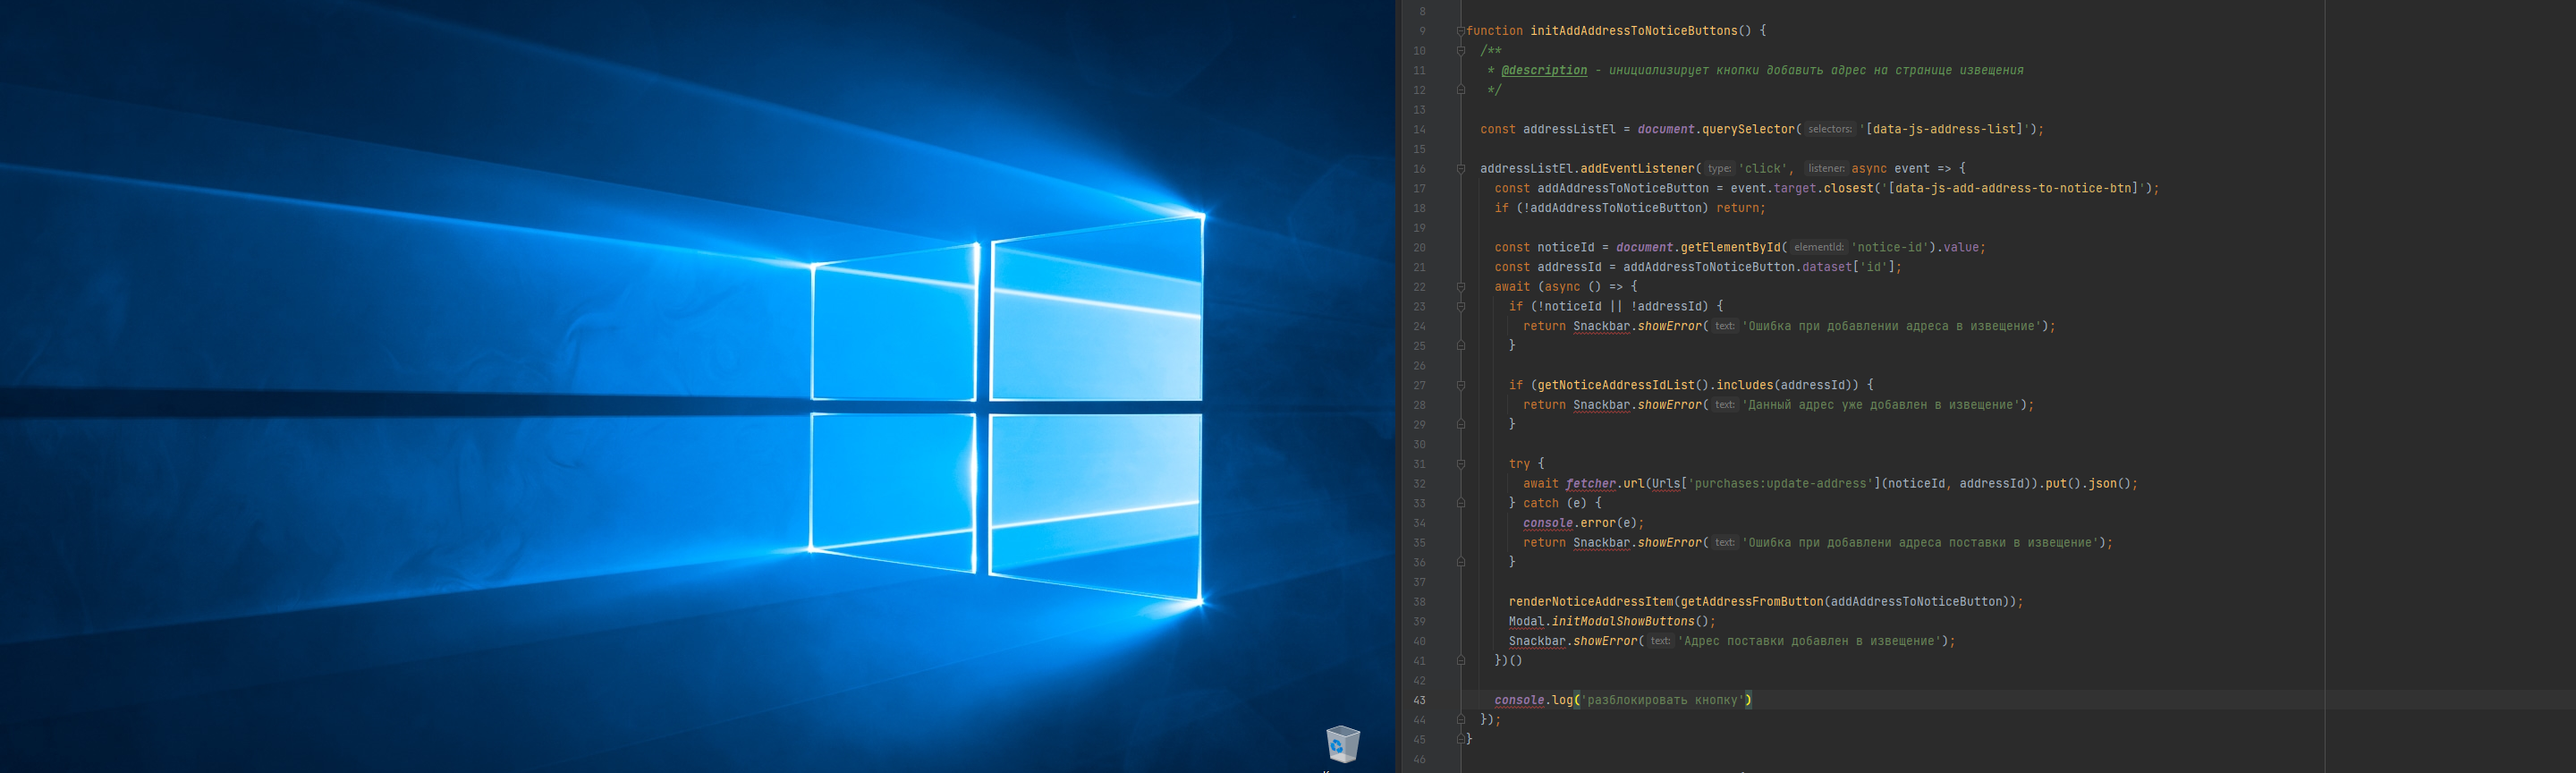 8
9 function initAddAddressToNoticeButtons() {
10 /**
11 * @description - инициализирует кнопки добавить адрес на странице извещения
12 */
13
14 const addressListEl = document.querySelector( selectors: '[data-js-address-list]');
15
16 addressListEl.addEventListener( type: 'click', listener: async event => {
17 const addAddressToNoticeButton = event.target.closest('[data-js-add-address-to-notice-btn]');
18 if (!addAddressToNoticeButton) return;
19
20 const noticeId = document.getElementById( elementId: 'notice-id').value;
21 const addressId = addAddressToNoticeButton.dataset['id'];
22 await (async () => {
23 if (!noticeId || !addressId) {
24 return Snackbar.showError( text: 'Ошибка при добавлении адреса в извещение');
25 }
26
27 if (getNoticeAddressIdList().includes(addressId)) {
28 return Snackbar.showError( text: 'Данный адрес уже добавлен в извещение');
29 }
30
31 try {
32 await fetcher.url(Urls['purchases:update-address'](noticeId, addressId)).put().json();
33 } catch (e) {
34 console.error(e);
35 return Snackbar.showError( text: 'Ошибка при добавлени адреса поставки в извещение');
36 }
37
38 renderNoticeAddressItem(getAddressFromButton(addAddressToNoticeButton));
39 Modal.initModalShowButtons();
40 Snackbar.showError( text: 'Адрес поставки добавлен в извещение');
41 })()
42
43 console.log('разблокировать кнопку')
44 });
45 }
46